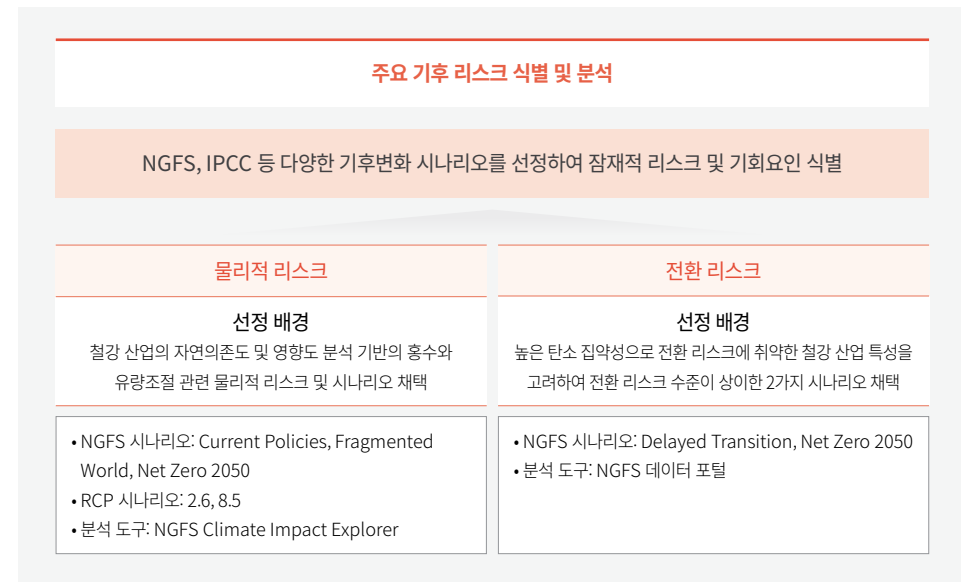 주요 기후 리스크 식별 및 분석
NGFS, IPCC 등 다양한 기후변화 시나리오를 선정하여 잠재적 리스크 및 기회요인 식별
물리적 리스크
선정 배경
철강 산업의 자연의존도 및 영향도 분석 기반의 홍수와
유량조절 관련 물리적 리스크 및 시나리오 채택
• NGFS 시나리오: Current Policies, Fragmented
World, Net Zero 2050
• RCP 시나리오: 2.6, 8.5
• 분석 도구: NGFS Climate Impact Explorer
전환 리스크
선정 배경
높은 탄소 집약성으로 전환 리스크에 취약한 철강 산업 특성을
고려하여 전환 리스크 수준이 상이한 2가지 시나리오 채택
• NGFS 시나리오: Delayed Transition, Net Zero 2050
• 분석 도구: NGFS 데이터 포털